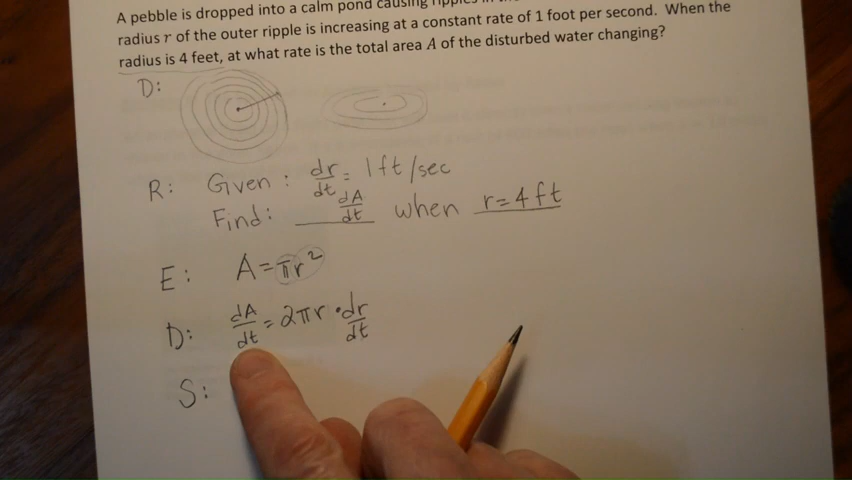 A pebble is dropped into a calm pond causing ripples in the
radius r of the outer ripple is increasing at a constant rate of 1 foot per second. When the
radius is 4 feet, at what rate is the total area A of the disturbed water changing?
D:
R: Given: dr/dt = 1 ft/sec
Find: dA/dt when r=4ft
E: A=πr²
D: dA/dt = 2πr · dr/dt
S: